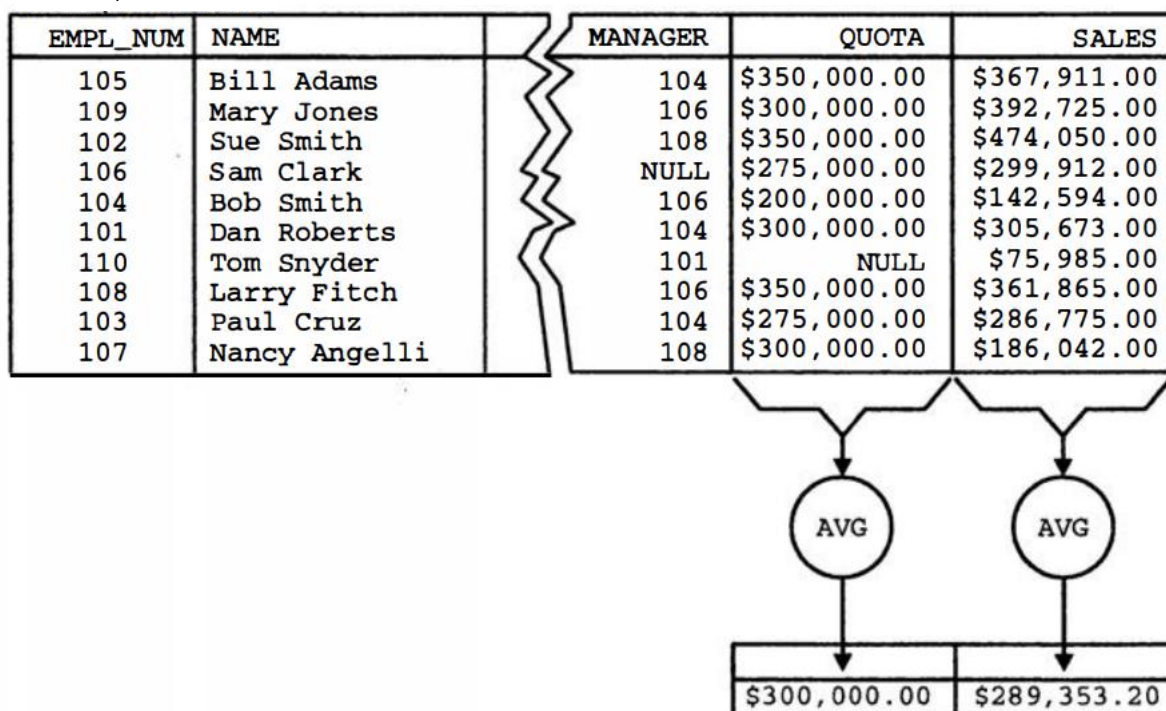 EMPL_NUM NAME MANAGER QUOTA SALES
105 Bill Adams 104 $350,000.00 $367,911.00
109 Mary Jones 106 $300,000.00 $392,725.00
102 Sue Smith 108 $350,000.00 $474,050.00
106 Sam Clark NULL $275,000.00 $299,912.00
104 Bob Smith 106 $200,000.00 $142,594.00
101 Dan Roberts 104 $300,000.00 $305,673.00
110 Tom Snyder 101 NULL $75,985.00
108 Larry Fitch 106 $350,000.00 $361,865.00
103 Paul Cruz 104 $275,000.00 $286,775.00
107 Nancy Angelli 108 $300,000.00 $186,042.00
AVG AVG
$300,000.00 $289,353.20